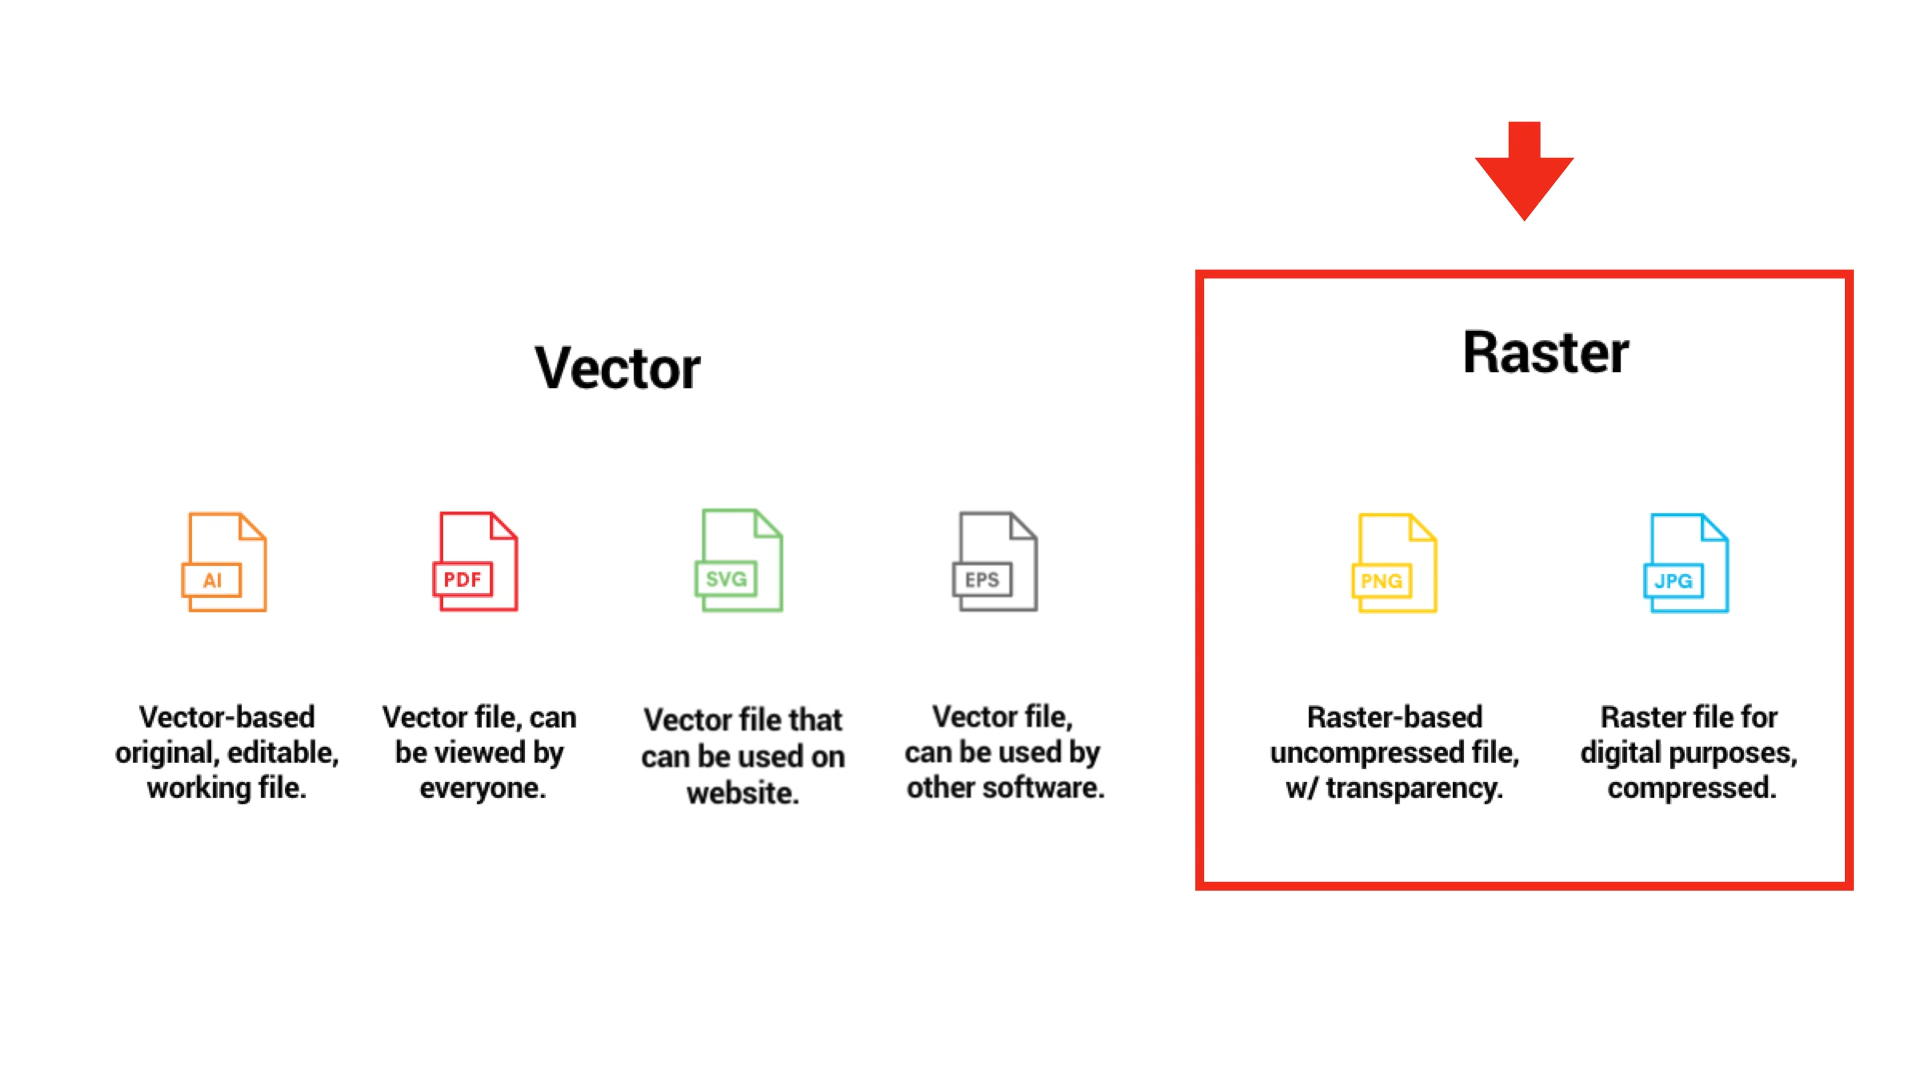 Vector
AI
PDF
SVG
EPS
Vector-based
original, editable,
working file.
Vector file, can
be viewed by
everyone.
Vector file that
can be used on
website.
Vector file,
can be used by
other software.
Raster
PNG
JPG
Raster-based
uncompressed file,
w/ transparency.
Raster file for
digital purposes,
compressed.